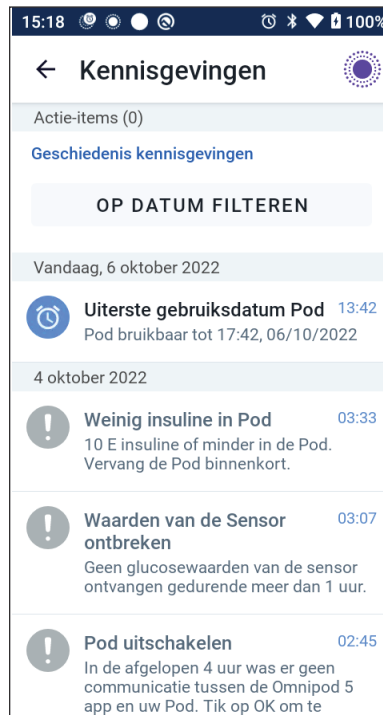 15:18 100%
Kennisgevingen
Actie-items (0)
Geschiedenis kennisgevingen
OP DATUM FILTEREN
Vandaag, 6 oktober 2022
Uiterste gebruiksdatum Pod 13:42
Pod bruikbaar tot 17:42, 06/10/2022
4 oktober 2022
Weinig insuline in Pod 03:33
10 E insuline of minder in de Pod.
Vervang de Pod binnenkort.
Waarden van de Sensor 03:07
ontbreken
Geen glucosewaarden van de sensor
ontvangen gedurende meer dan 1 uur.
Pod uitschakelen 02:45
In de afgelopen 4 uur was er geen
communicatie tussen de Omnipod 5
app en uw Pod. Tik op OK om te